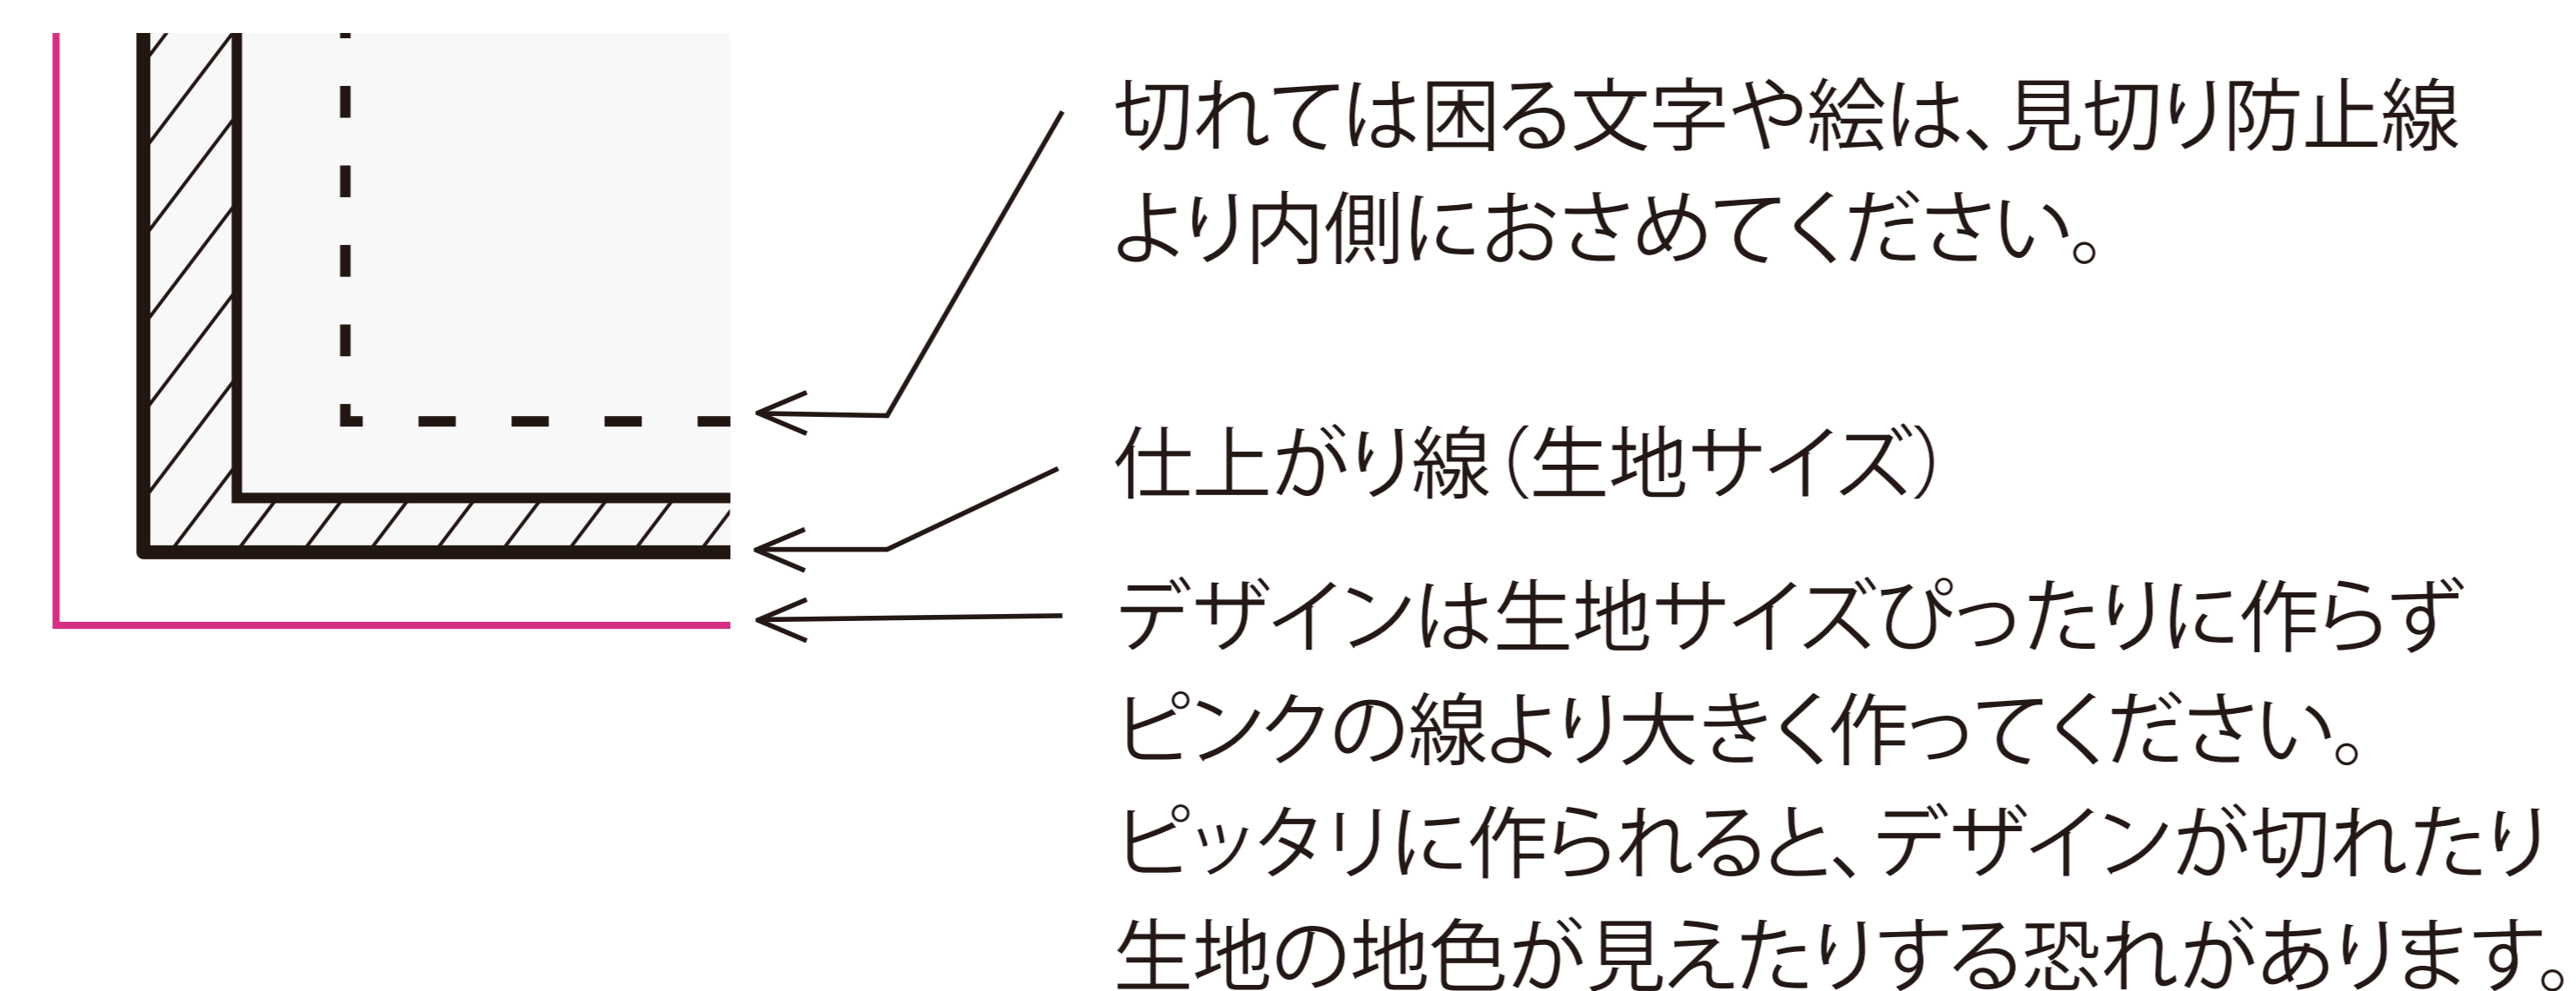 切れては困る文字や絵は、見切り防止線
より内側におさめてください。
仕上がり線（生地サイズ）
デザインは生地サイズぴったりに作らず
ピンクの線より大きく作ってください。
ピッタリに作られると、デザインが切れたり
生地の地色が見えたりする恐れがあります。